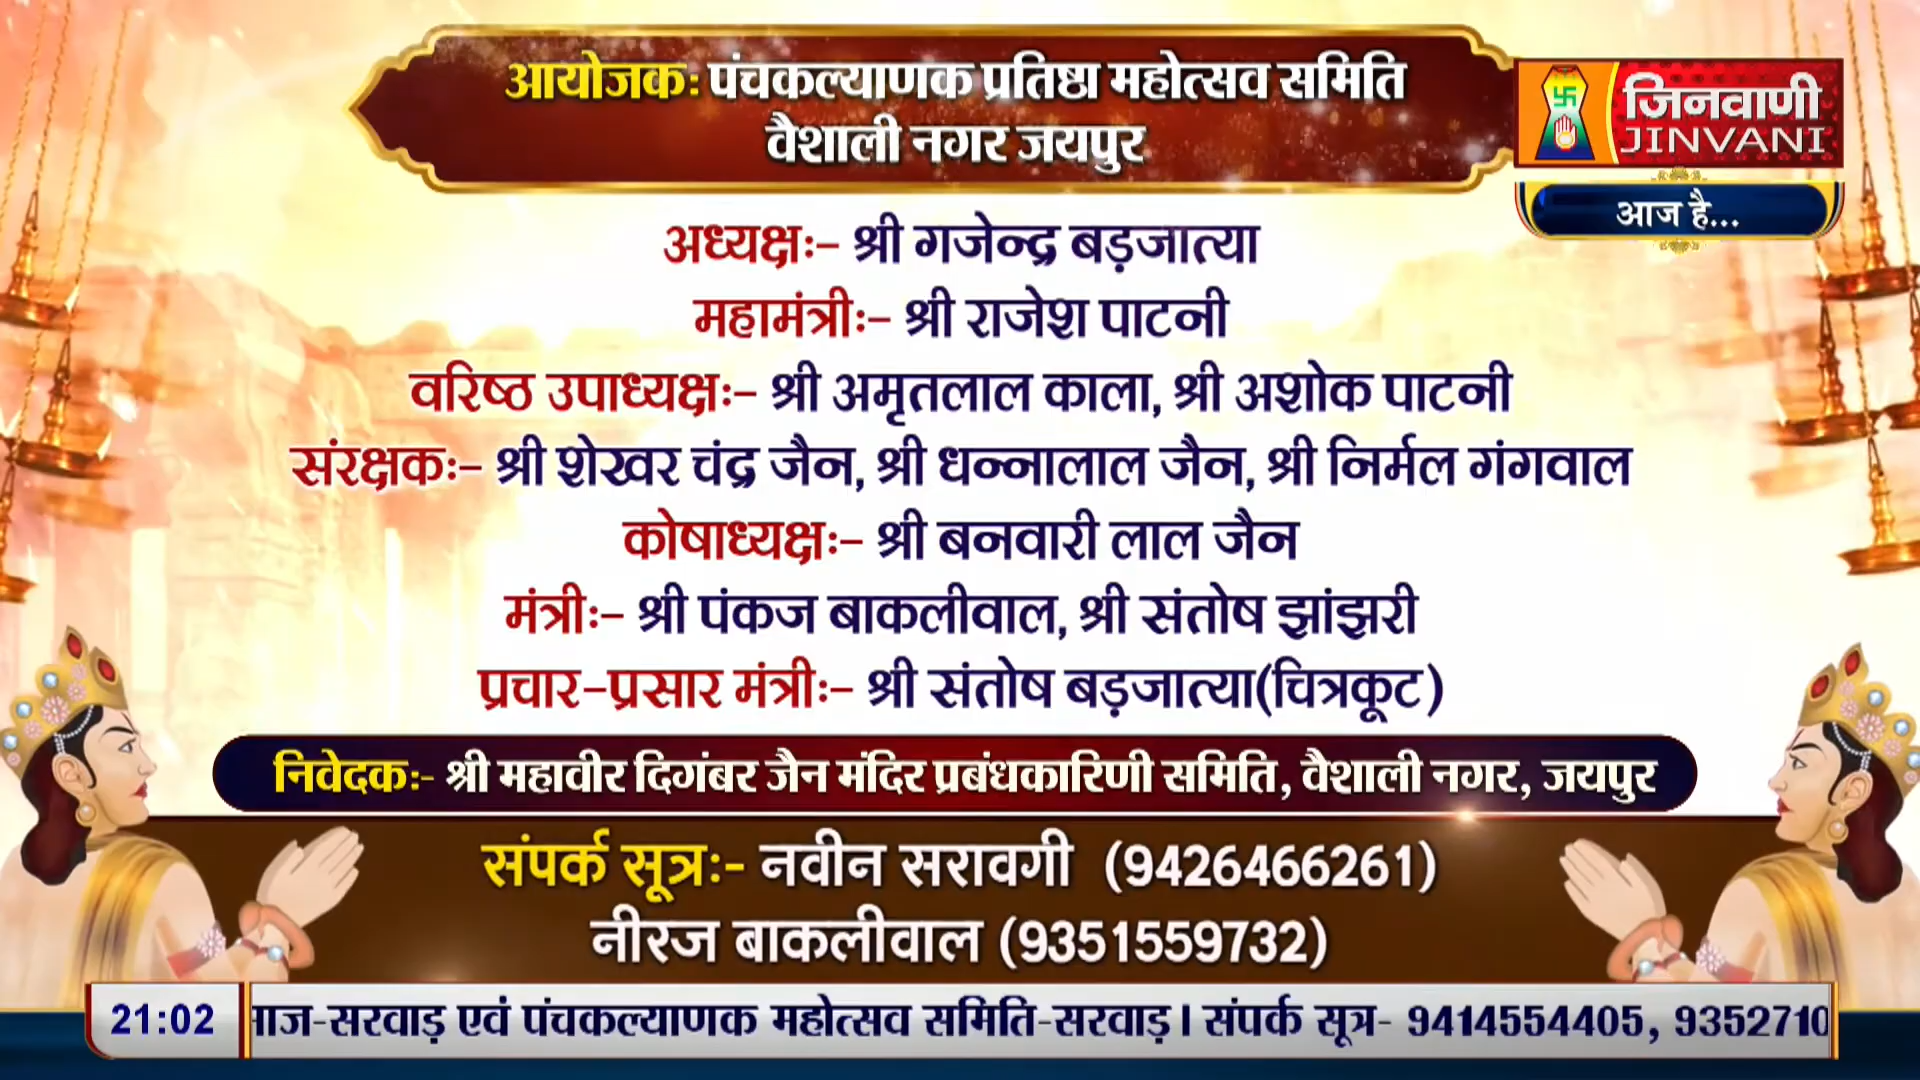 आयोजक: पंचकल्याणक प्रतिष्ठा महोत्सव समिति
वैशाली नगर जयपुर
जिनवाणी
JINVANI
आज है...
अध्यक्षः- श्री गजेन्द्र बड़जात्या
महामंत्रीः- श्री राजेश पाटनी
वरिष्ठ उपाध्यक्षः- श्री अमृतलाल काला, श्री अशोक पाटनी
संरक्षकः- श्री शेखर चंद्र जैन, श्री धन्नालाल जैन, श्री निर्मल गंगवाल
कोषाध्यक्षः- श्री बनवारी लाल जैन
मंत्रीः- श्री पंकज बाकलीवाल, श्री संतोष झांझरी
प्रचार-प्रसार मंत्रीः- श्री संतोष बड़जात्या(चित्रकूट)
निवेदकः- श्री महावीर दिगंबर जैन मंदिर प्रबंधकारिणी समिति, वैशाली नगर, जयपुर
संपर्क सूत्रः- नवीन सरावगी (9426466261)
नीरज बाकलीवाल (9351559732)
21:02
-सरवाड़ एवं पंचकल्याणक महोत्सव समिति-सरवाड़ । संपर्क सूत्र- 9414554405, 9352710